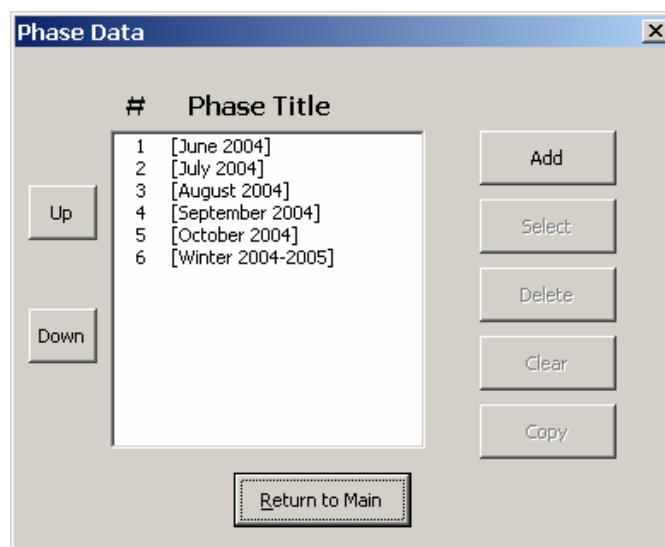 Phase Data
# Phase Title
1 [June 2004]
2 [July 2004]
3 [August 2004]
4 [September 2004]
5 [October 2004]
6 [Winter 2004-2005]
Up
Down
Add
Select
Delete
Clear
Copy
Return to Main